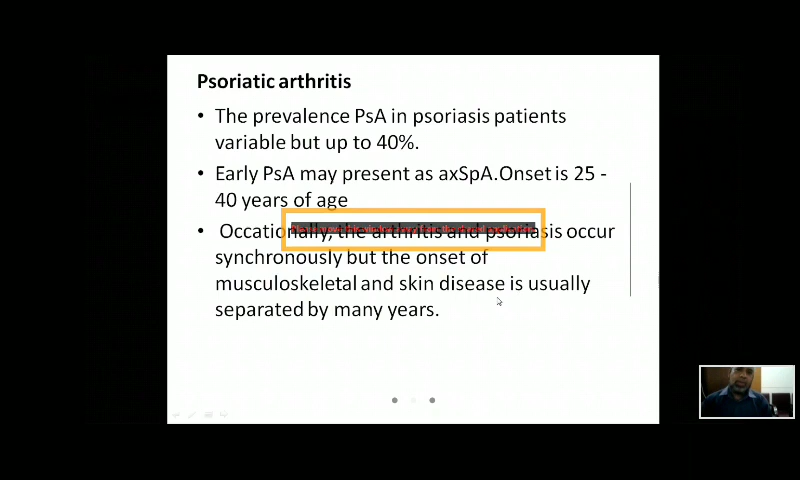 Psoriatic arthritis
• The prevalence PsA in psoriasis patients
variable but up to 40%.
• Early PsA may present as axSpA.Onset is 25 -
40 years of age
• Occationally, the arthritis and psoriasis occur
synchronously but the onset of
musculoskeletal and skin disease is usually
separated by many years.